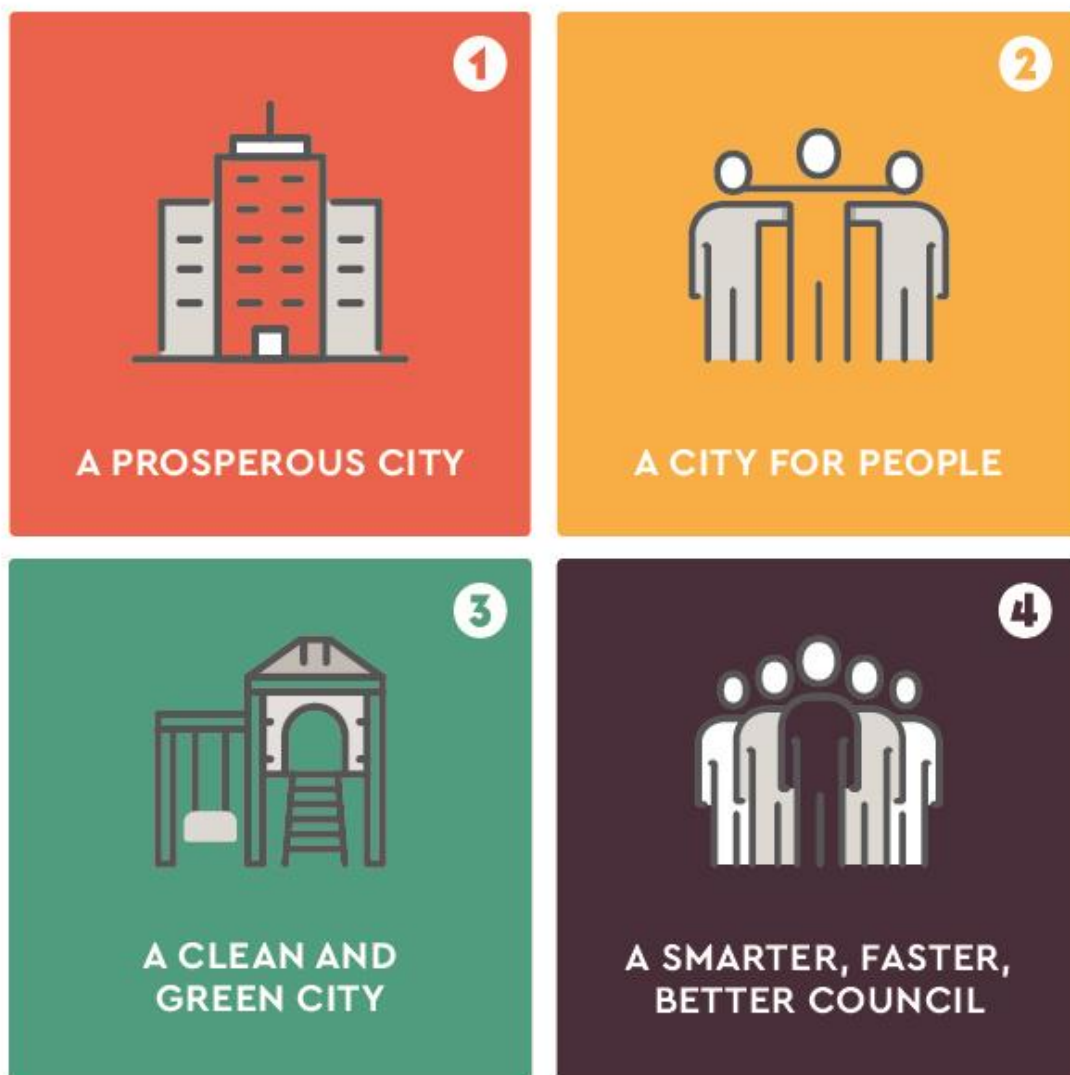 1
A PROSPEROUS CITY
2
A CITY FOR PEOPLE
3
A CLEAN AND
GREEN CITY
4
A SMARTER, FASTER,
BETTER COUNCIL